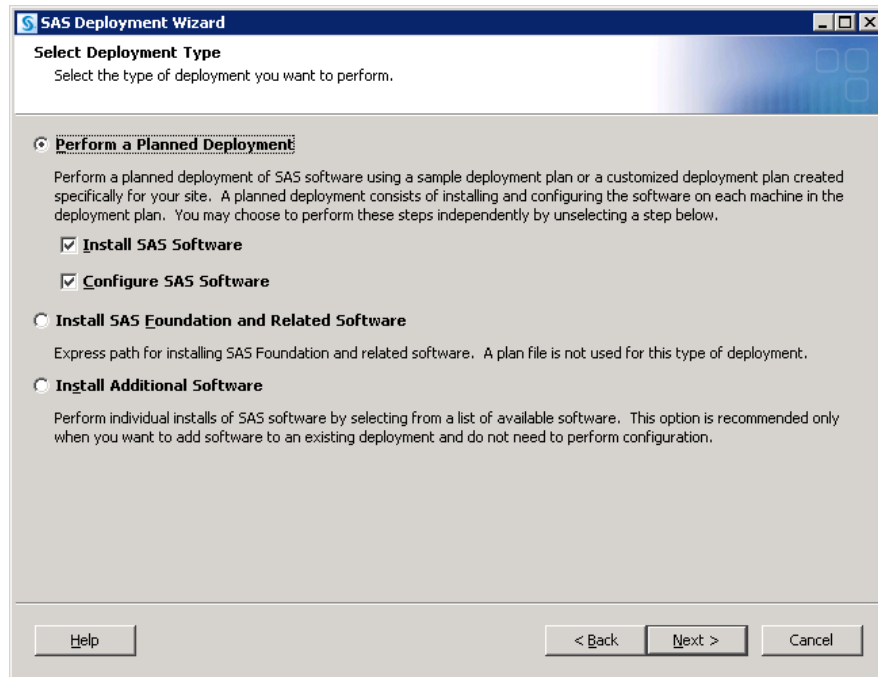 SAS Deployment Wizard
Select Deployment Type
Select the type of deployment you want to perform.
Perform a Planned Deployment
Perform a planned deployment of SAS software using a sample deployment plan or a customized deployment plan created
specifically for your site. A planned deployment consists of installing and configuring the software on each machine in the
deployment plan. You may choose to perform these steps independently by unselecting a step below.
Install SAS Software
Configure SAS Software
Install SAS Foundation and Related Software
Express path for installing SAS Foundation and related software. A plan file is not used for this type of deployment.
Install Additional Software
Perform individual installs of SAS software by selecting from a list of available software. This option is recommended only
when you want to add software to an existing deployment and do not need to perform configuration.
Help
< Back
Next >
Cancel